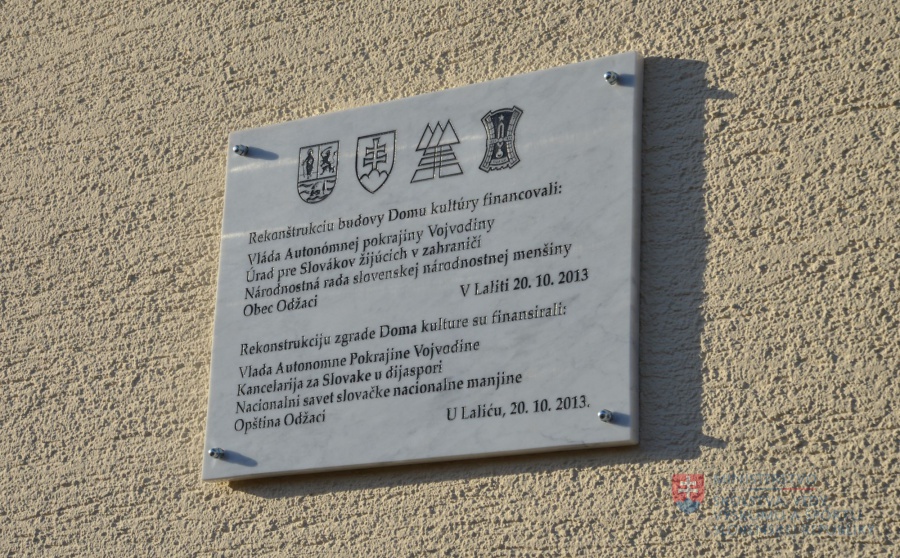 Rekonštrukciu budovy Domu kultúry financovali:
Vláda Autonómnej pokrajiny Vojvodiny
Úrad pre Slovákov žijúcich v zahraničí
Národnostná rada slovenskej národnostnej menšiny
Obec Odžaci
V Laliti 20. 10. 2013
Rekonstrukciju zgrade Doma kulture su finansirali:
Vlada Autonomne Pokrajine Vojvodine
Kancelarija za Slovake u dijaspori
Nacionalni savet slovačke nacionalne manjine
Opština Odžaci
U Laliću, 20. 10. 2013.